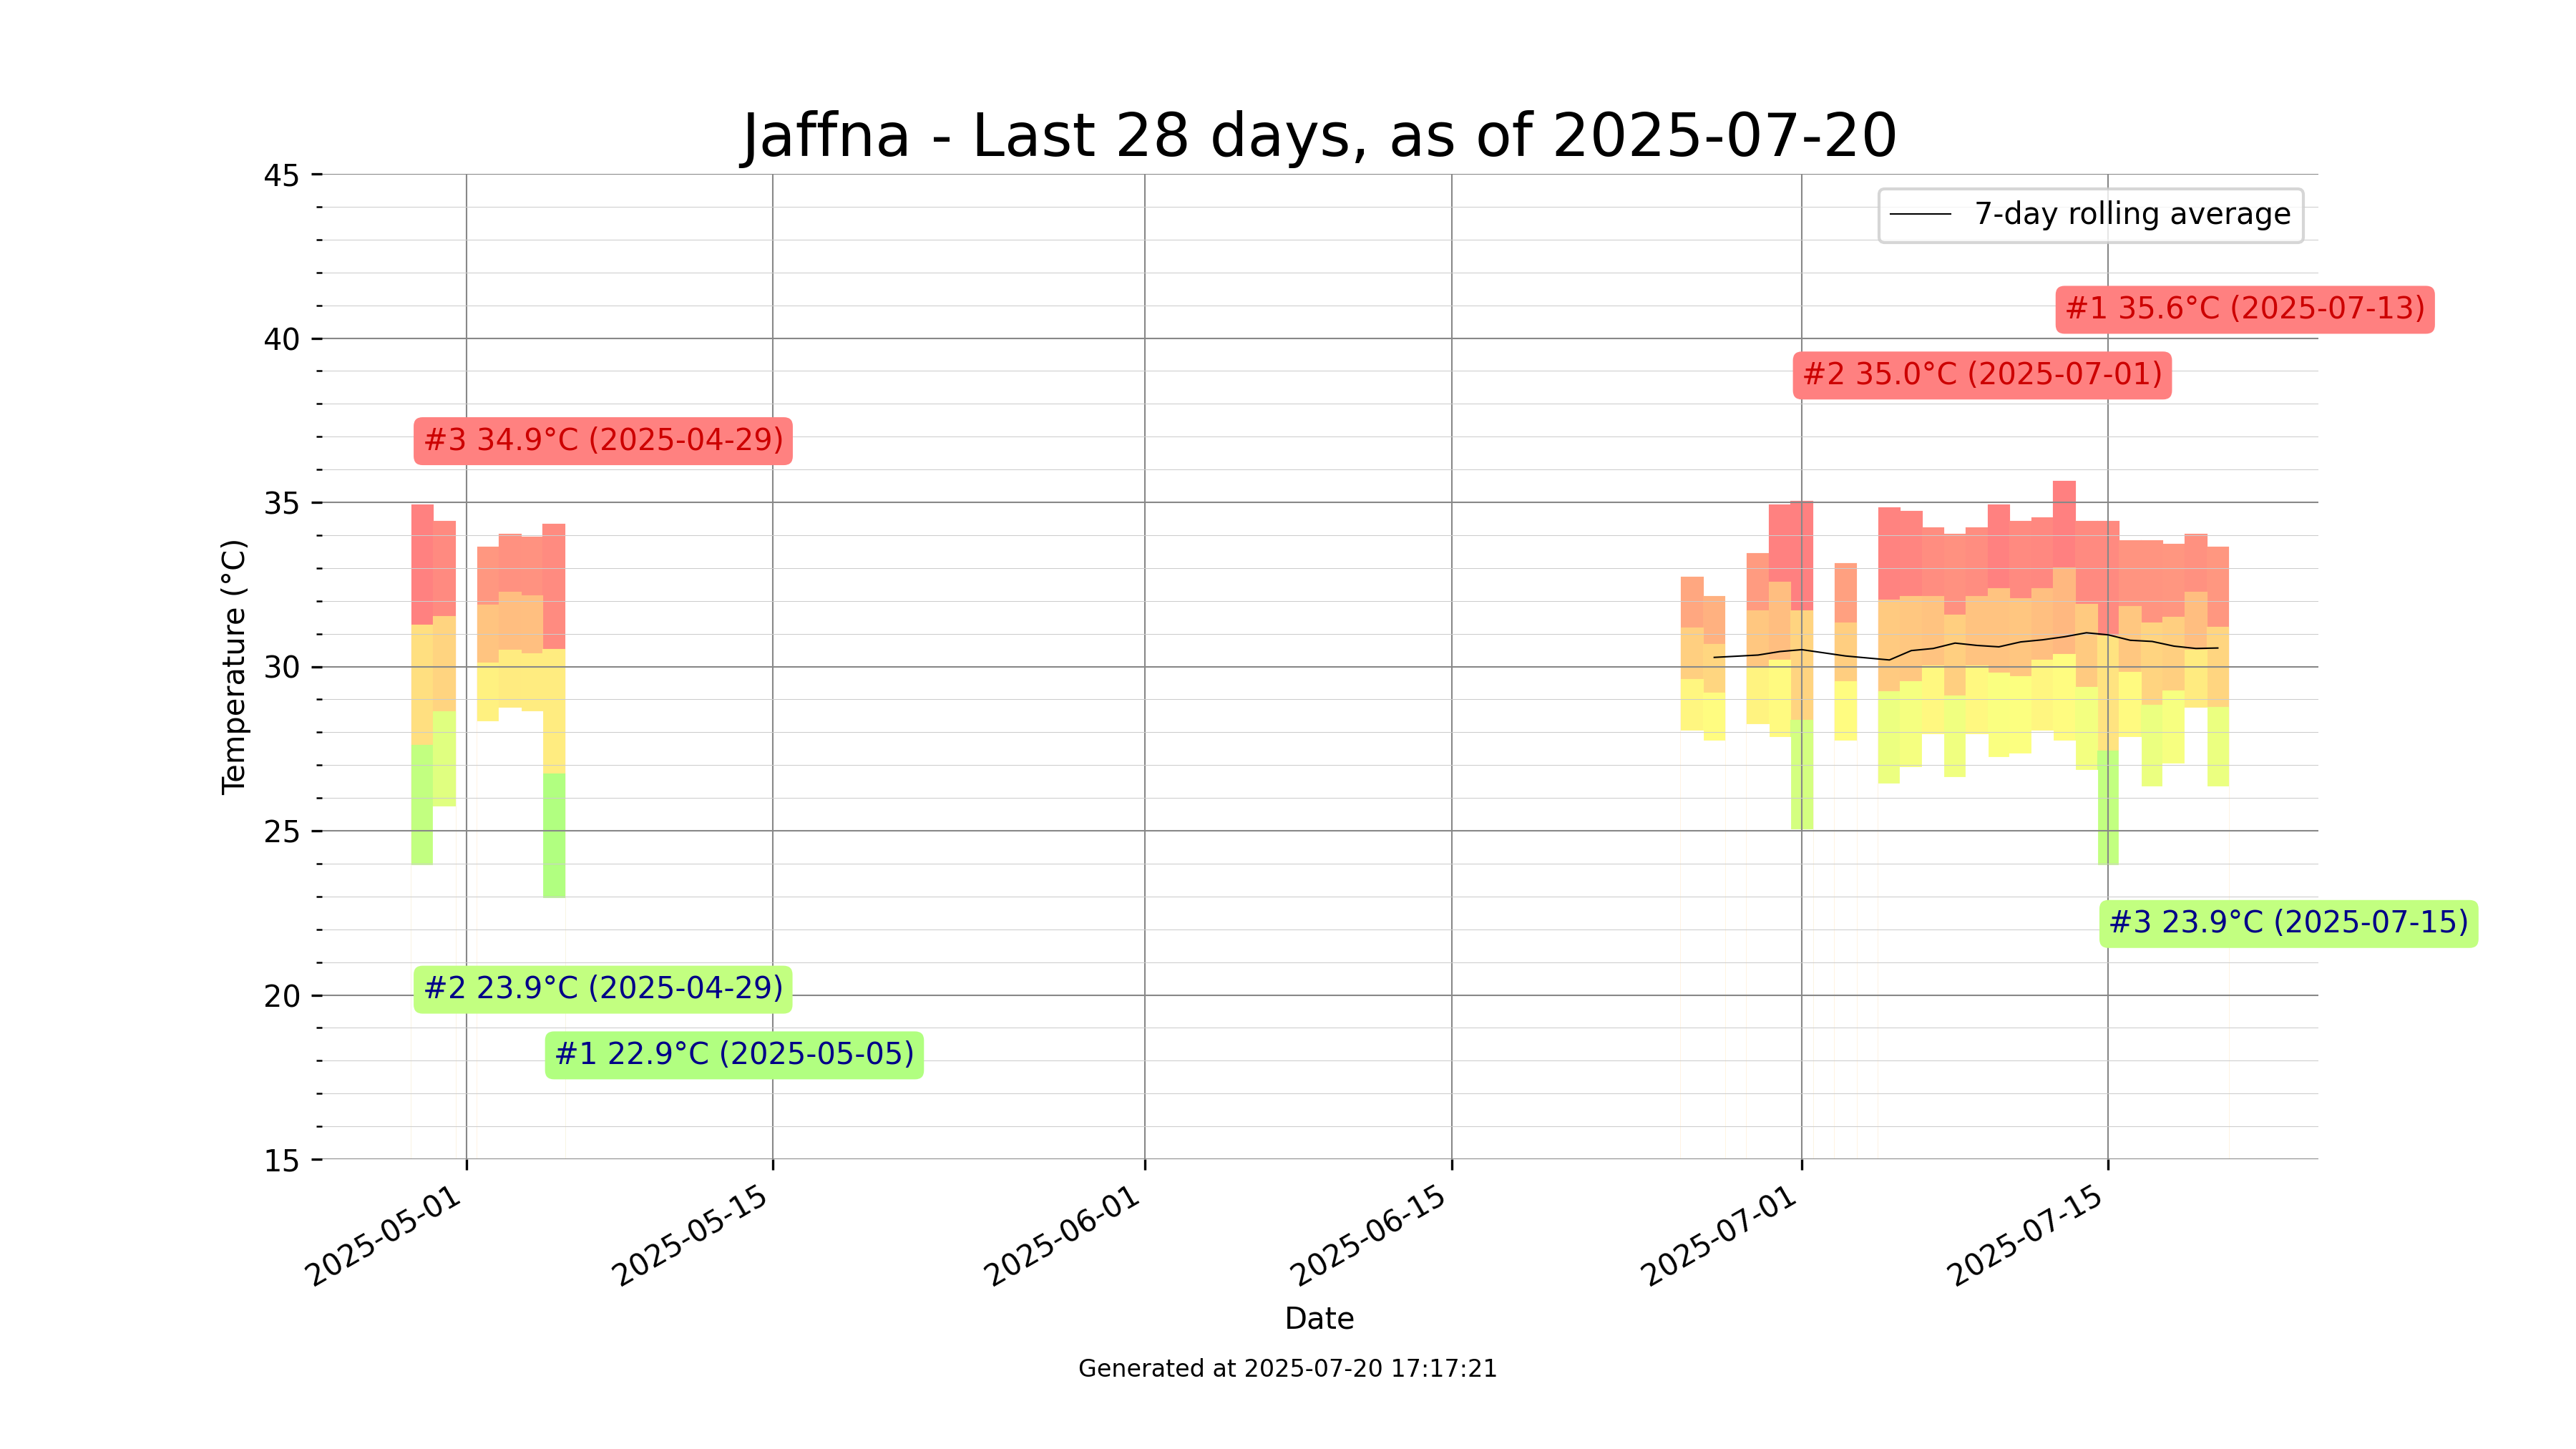 Jaffna - Last 28 days, as of 2025-07-20
45
40
35
30
25
20
15
Temperature (°C)
7-day rolling average
#1 35.6°C (2025-07-13)
#2 35.0°C (2025-07-01)
#3 34.9°C (2025-04-29)
#3 23.9°C (2025-07-15)
#2 23.9°C (2025-04-29)
#1 22.9°C (2025-05-05)
2025-05-01
2025-05-15
2025-06-01
2025-06-15
2025-07-01
2025-07-15
Date
Generated at 2025-07-20 17:17:21